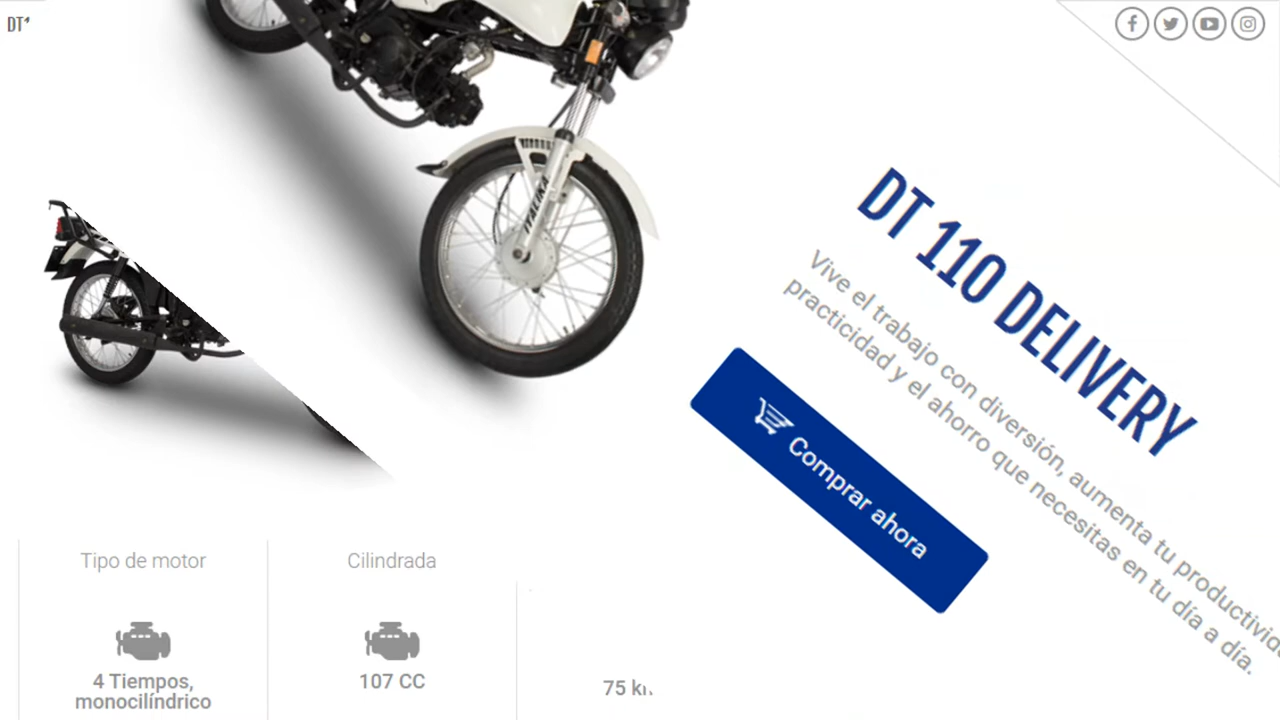 DT
ITALIKA
DT 110 DELIVERY
Vive el trabajo con diversión, aumenta tu
practicidad y el ahorro que necesitas en tu día a día.
Comprar ahora
Tipo de motor
Cilindrada
4 Tiempos,
monocilíndrico
107 CC
75